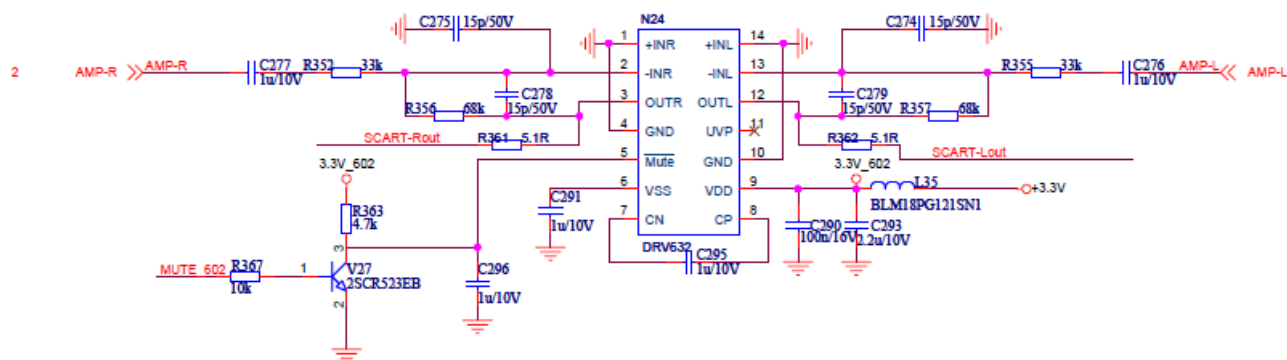 C275 15p/50V
N24
C274 15p/50V
1 +INR +INL 14
2 AMP-R AMP-R C277 1u/10V R352 33k 2 -INR -INL 13 R355 33k C276 1u/10V AMP-L AMP-L
R356 68k C278 15p/50V 3 OUTR OUTL 12 C279 15p/50V R357 68k
4 GND UVP 11
SCART-Rout R361 5.1R R362 5.1R SCART-Lout
5 Mute GND 10
3.3V_602 3.3V_602
6 VSS VDD 9 L35 +3.3V
BLM18PG121SN1
R363 4.7k
C291 1u/10V
7 CN CP 8
C290 100n/16V
C293 2.2u/10V
DRV632
C295 1u/10V
MUTE_602 R367 10k
1 3 2
V27 2SCR523EB
C296 1u/10V